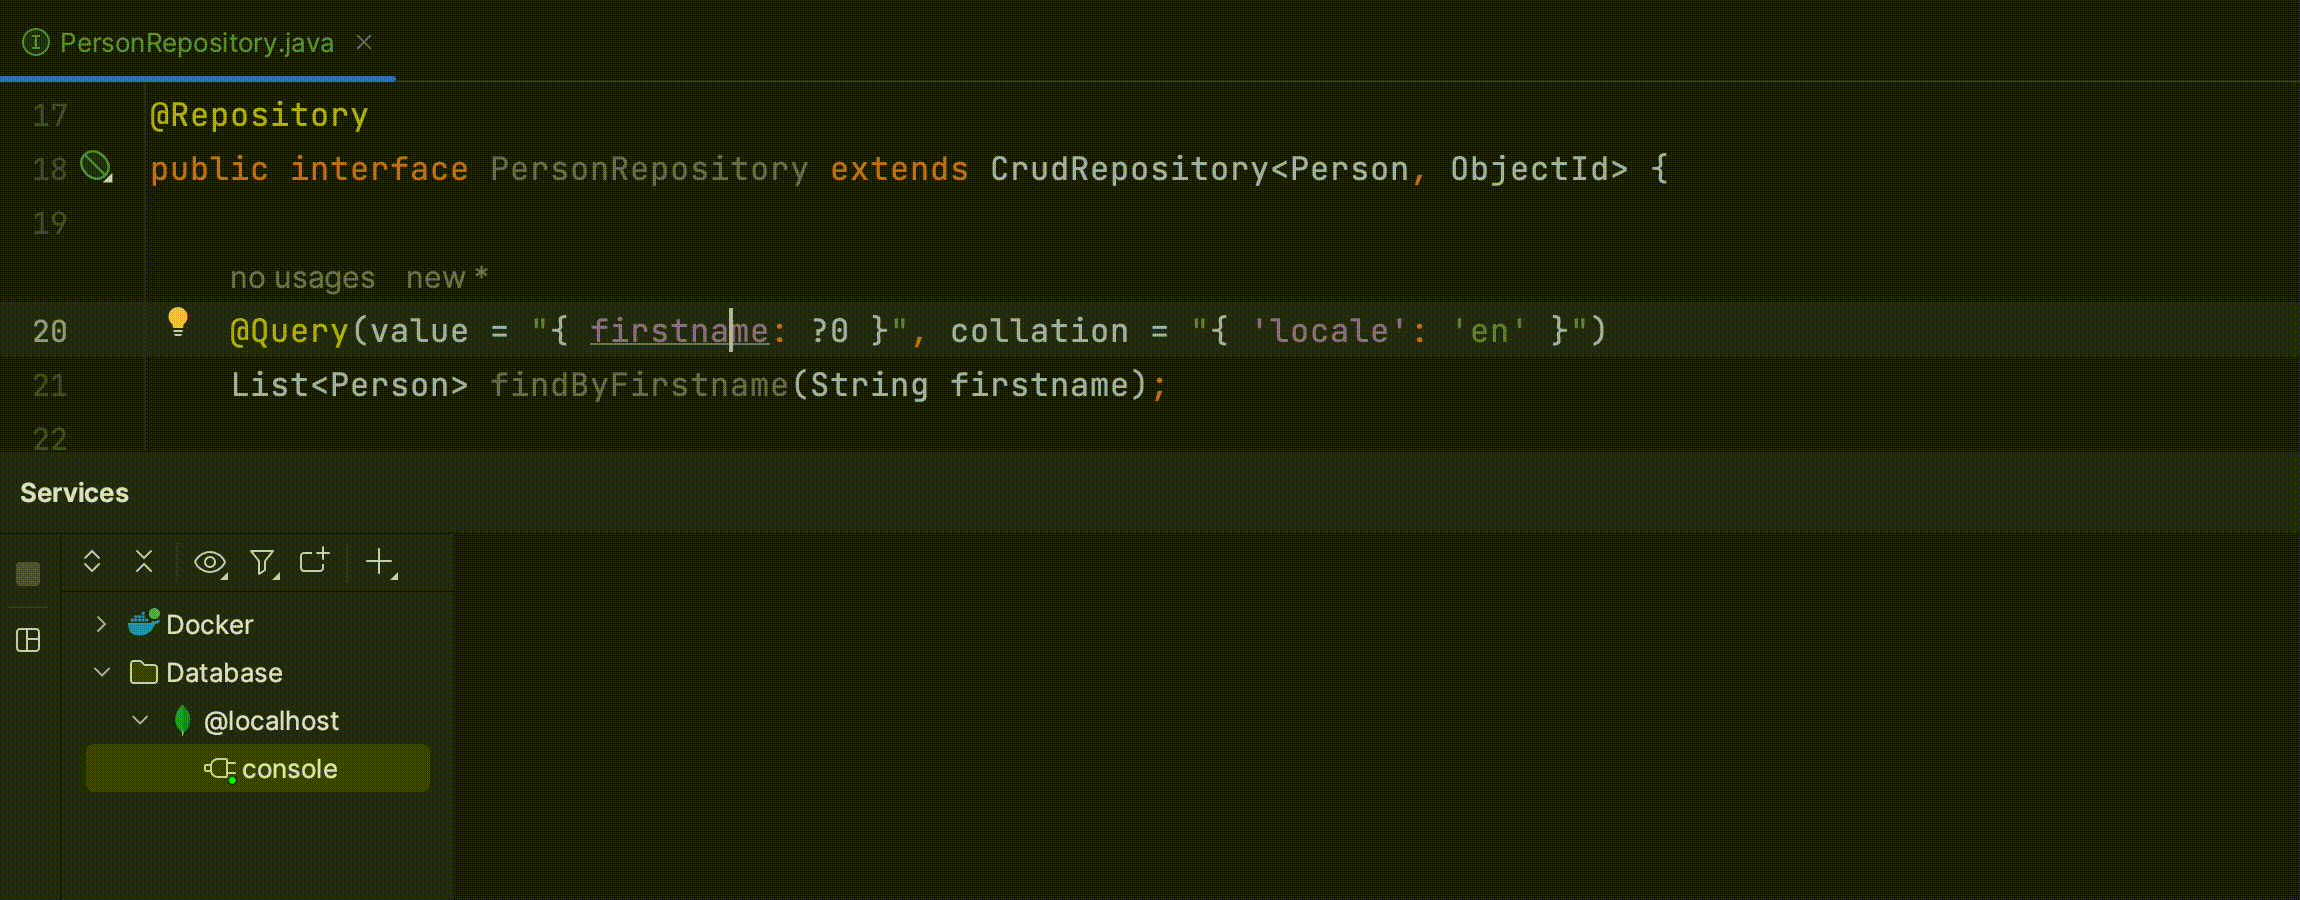 PersonRepository.java
17 @Repository
18 public interface PersonRepository extends CrudRepository<Person, ObjectId> {
19
no usages new *
20 @Query(value = "{ firstname: ?0 }", collation = "{ 'locale': 'en' }")
21 List<Person> findByFirstname(String firstname);
22
Services
Docker
Database
@localhost
console